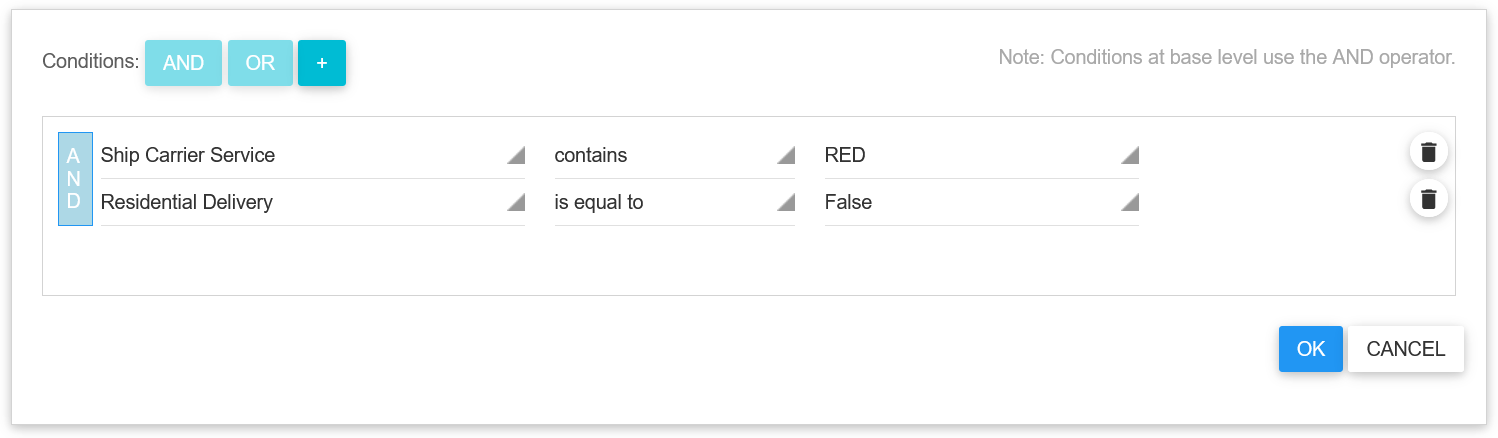 Conditions: AND OR +
Note: Conditions at base level use the AND operator.
AND
Ship Carrier Service contains RED
Residential Delivery is equal to False
OK CANCEL